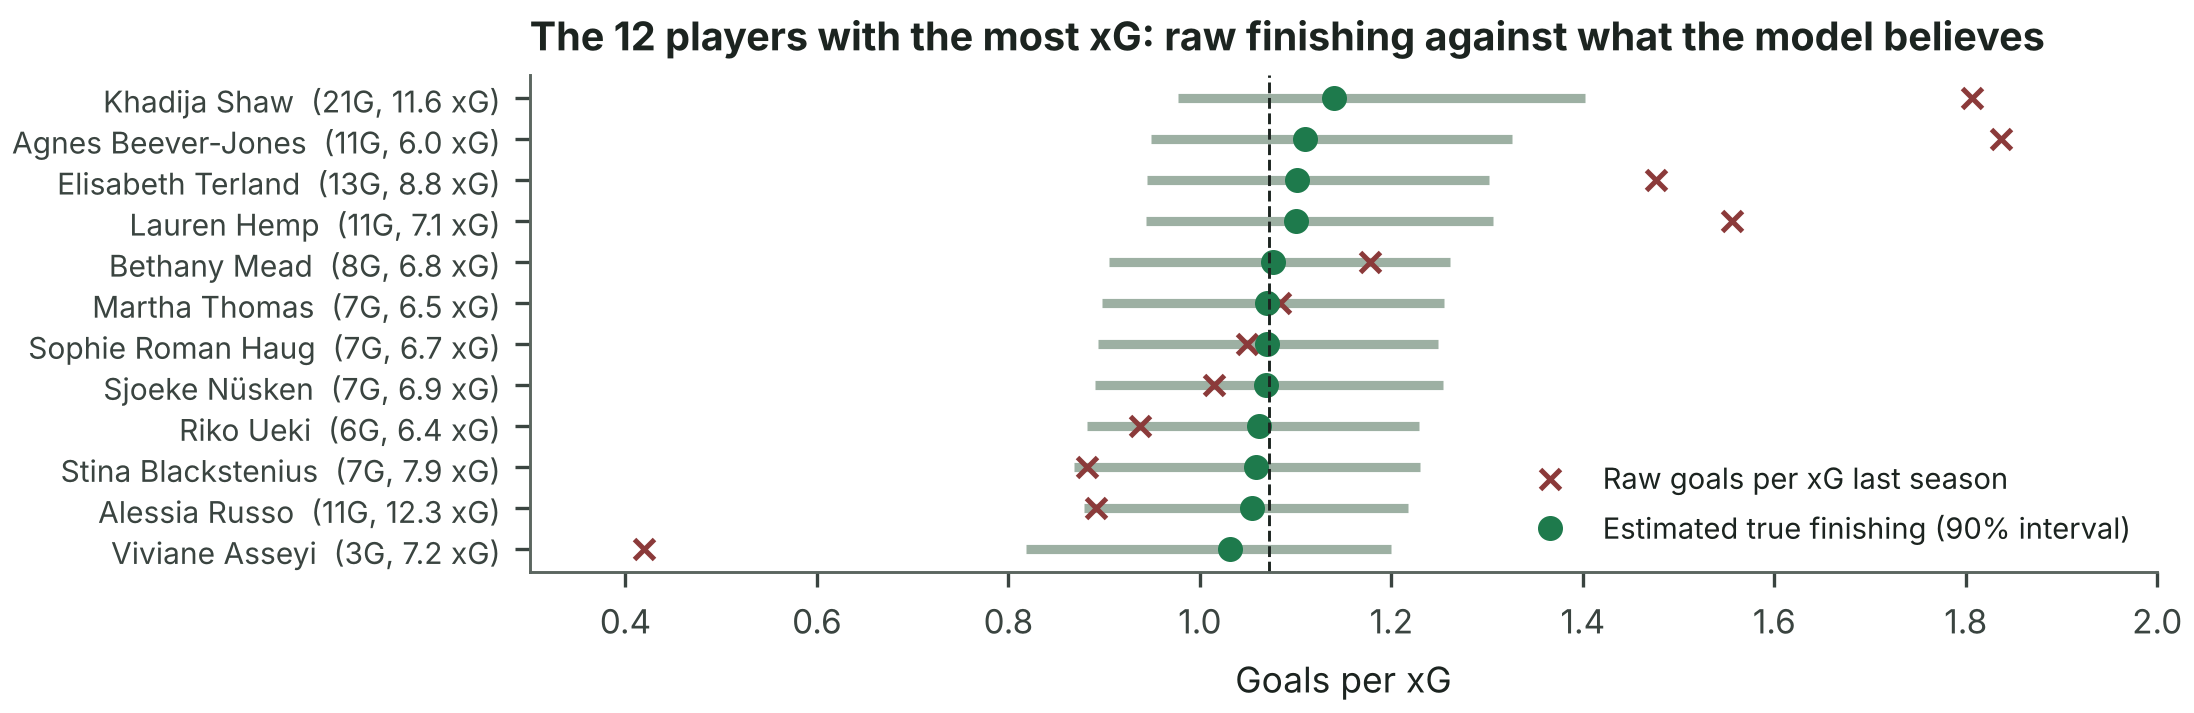 The 12 players with the most xG: raw finishing against what the model believes
Khadija Shaw (21G, 11.6 xG)
Agnes Beever-Jones (11G, 6.0 xG)
Elisabeth Terland (13G, 8.8 xG)
Lauren Hemp (11G, 7.1 xG)
Bethany Mead (8G, 6.8 xG)
Martha Thomas (7G, 6.5 xG)
Sophie Roman Haug (7G, 6.7 xG)
Sjoeke Nüsken (7G, 6.9 xG)
Riko Ueki (6G, 6.4 xG)
Stina Blackstenius (7G, 7.9 xG)
Alessia Russo (11G, 12.3 xG)
Viviane Asseyi (3G, 7.2 xG)
Raw goals per xG last season
Estimated true finishing (90% interval)
0.4 0.6 0.8 1.0 1.2 1.4 1.6 1.8 2.0
Goals per xG